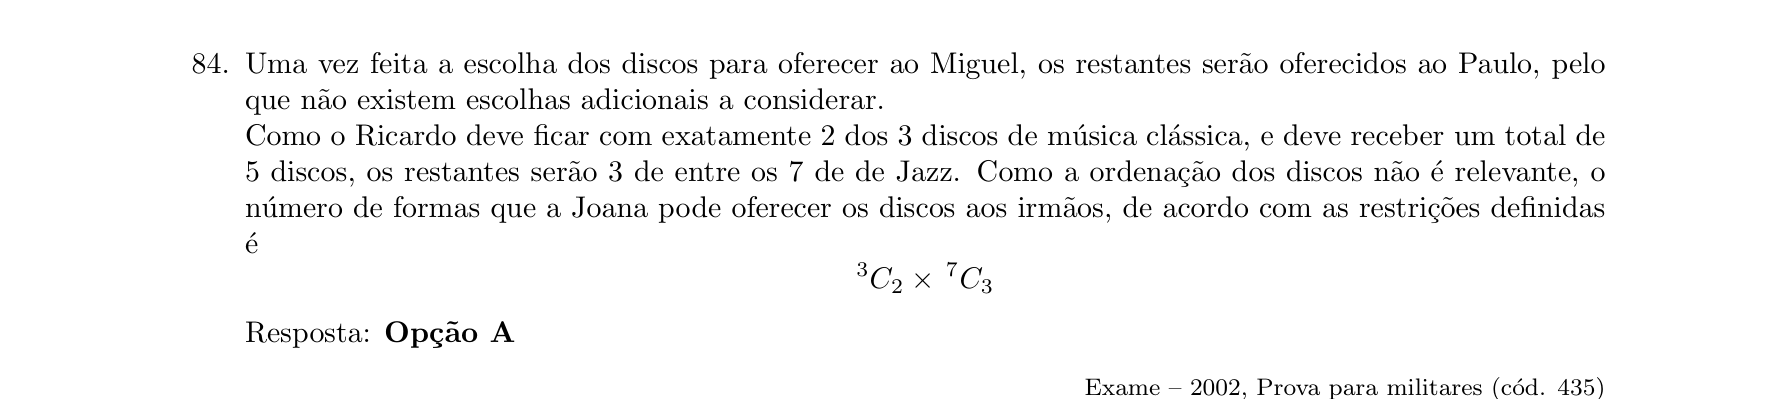 84. Uma vez feita a escolha dos discos para oferecer ao Miguel, os restantes serão oferecidos ao Paulo, pelo
que não existem escolhas adicionais a considerar.
Como o Ricardo deve ficar com exatamente 2 dos 3 discos de música clássica, e deve receber um total de
5 discos, os restantes serão 3 de entre os 7 de de Jazz. Como a ordenação dos discos não é relevante, o
número de formas que a Joana pode oferecer os discos aos irmãos, de acordo com as restrições definidas
é
³C₂ × ⁷C₃
Resposta: Opção A
Exame – 2002, Prova para militares (cód. 435)